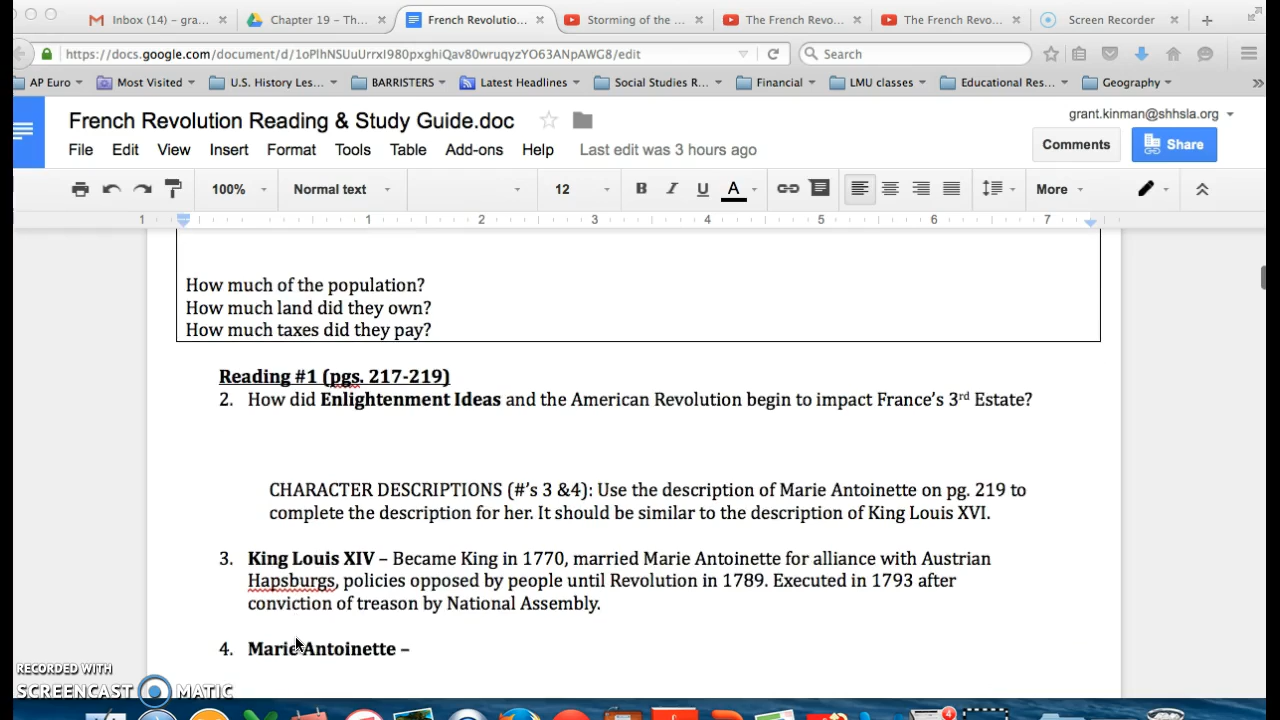 Inbox (14) – gra...
Chapter 19 – Th...
French Revolutio...
Storming of the ...
The French Revo...
The French Revo...
Screen Recorder
https://docs.google.com/document/d/1oPlhNSUuUrrxI980pxghiQav80wruqyzYO63ANpAWG8/edit
Search
AP Euro
Most Visited
U.S. History Les...
BARRISTERS
Latest Headlines
Social Studies R...
Financial
LMU classes
Educational Res...
Geography
French Revolution Reading & Study Guide.doc
grant.kinman@shhsla.org
File Edit View Insert Format Tools Table Add-ons Help Last edit was 3 hours ago
Comments
Share
100% Normal text 12 B I U A More
1 1 2 3 4 5 6 7
How much of the population?
How much land did they own?
How much taxes did they pay?
Reading #1 (pgs. 217-219)
2. How did Enlightenment Ideas and the American Revolution begin to impact France's 3rd Estate?
CHARACTER DESCRIPTIONS (#'s 3 &4): Use the description of Marie Antoinette on pg. 219 to
complete the description for her. It should be similar to the description of King Louis XVI.
3. King Louis XIV – Became King in 1770, married Marie Antoinette for alliance with Austrian
Hapsburgs, policies opposed by people until Revolution in 1789. Executed in 1793 after
conviction of treason by National Assembly.
4. Marie Antoinette –
RECORDED WITH
SCREENCAST MATIC
4